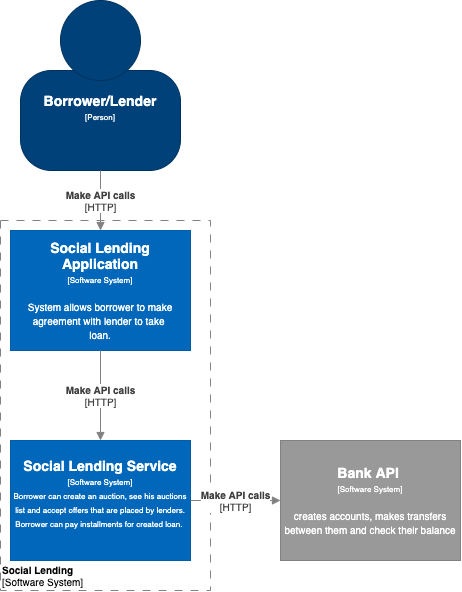 Borrower/Lender
[Person]
Make API calls
[HTTP]
Social Lending
Application
[Software System]
System allows borrower to make
agreement with lender to take
loan.
Make API calls
[HTTP]
Social Lending Service
[Software System]
Borrower can create an auction, see his auctions
list and accept offers that are placed by lenders.
Borrower can pay installments for created loan.
Make API calls
[HTTP]
Bank API
[Software System]
creates accounts, makes transfers
between them and check their balance
Social Lending
[Software System]